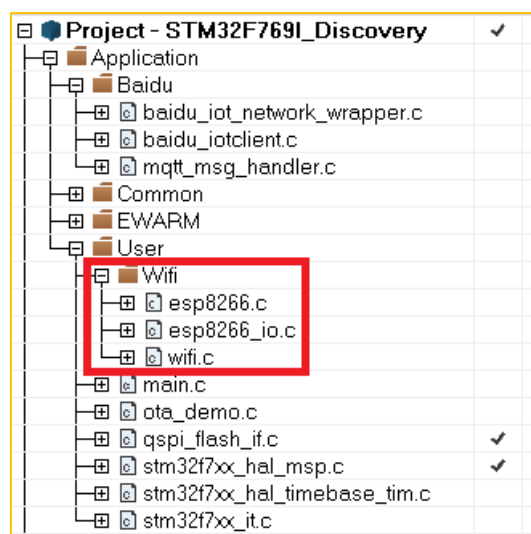 Project - STM32F769I_Discovery
Application
Baidu
baidu_iot_network_wrapper.c
baidu_iotclient.c
mqtt_msg_handler.c
Common
EWARM
User
Wifi
esp8266.c
esp8266_io.c
wifi.c
main.c
ota_demo.c
qspi_flash_if.c
stm32f7xx_hal_msp.c
stm32f7xx_hal_timebase_tim.c
stm32f7xx_it.c